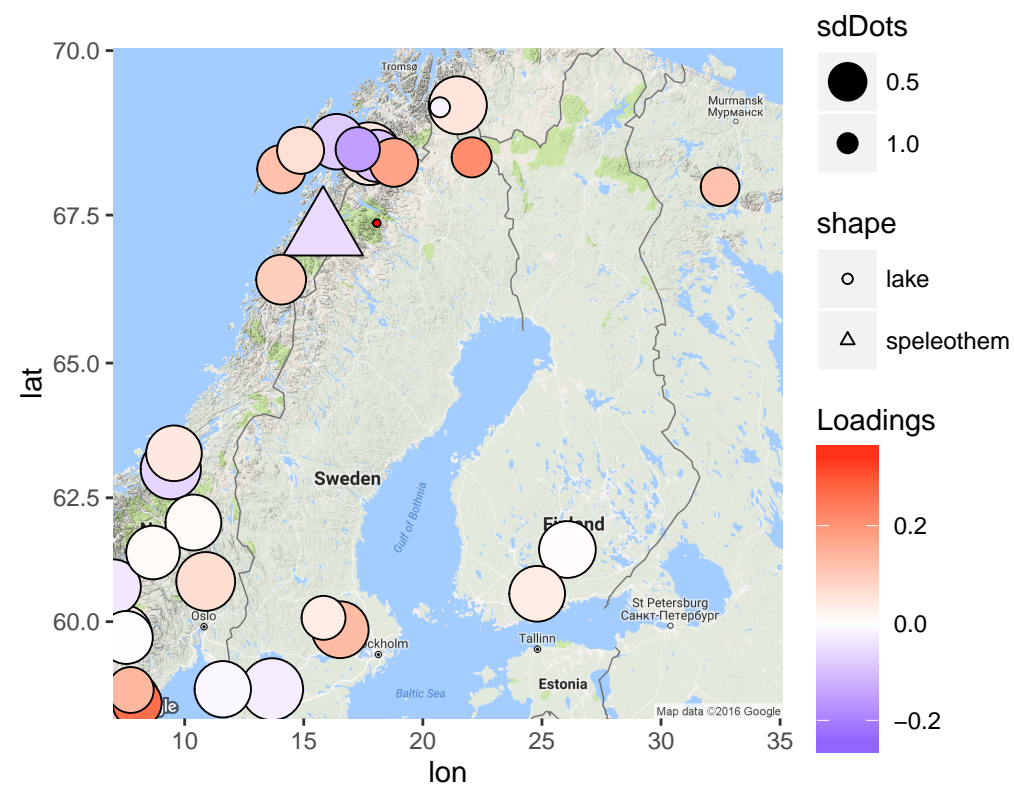 70.0
67.5
65.0
62.5
60.0
lat
10
15
20
25
30
35
lon
Tromsø
Murmansk
Мурманск
Sweden
Gulf of Bothnia
Oslo
St Petersburg
Санкт-Петербург
Tallinn
Estonia
Baltic Sea
Map data ©2016 Google
sdDots
0.5
1.0
shape
lake
speleothem
Loadings
0.2
0.0
−0.2